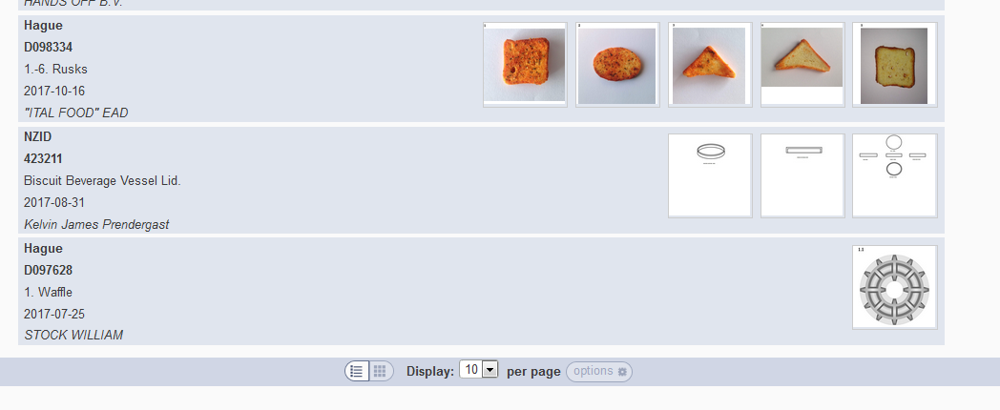 HANDS OFF B.V.
Hague
D098334
1.-6. Rusks
2017-10-16
"ITAL FOOD" EAD
NZID
423211
Biscuit Beverage Vessel Lid.
2017-08-31
Kelvin James Prendergast
Hague
D097628
1. Waffle
2017-07-25
STOCK WILLIAM
1.1
Display: 10 per page options